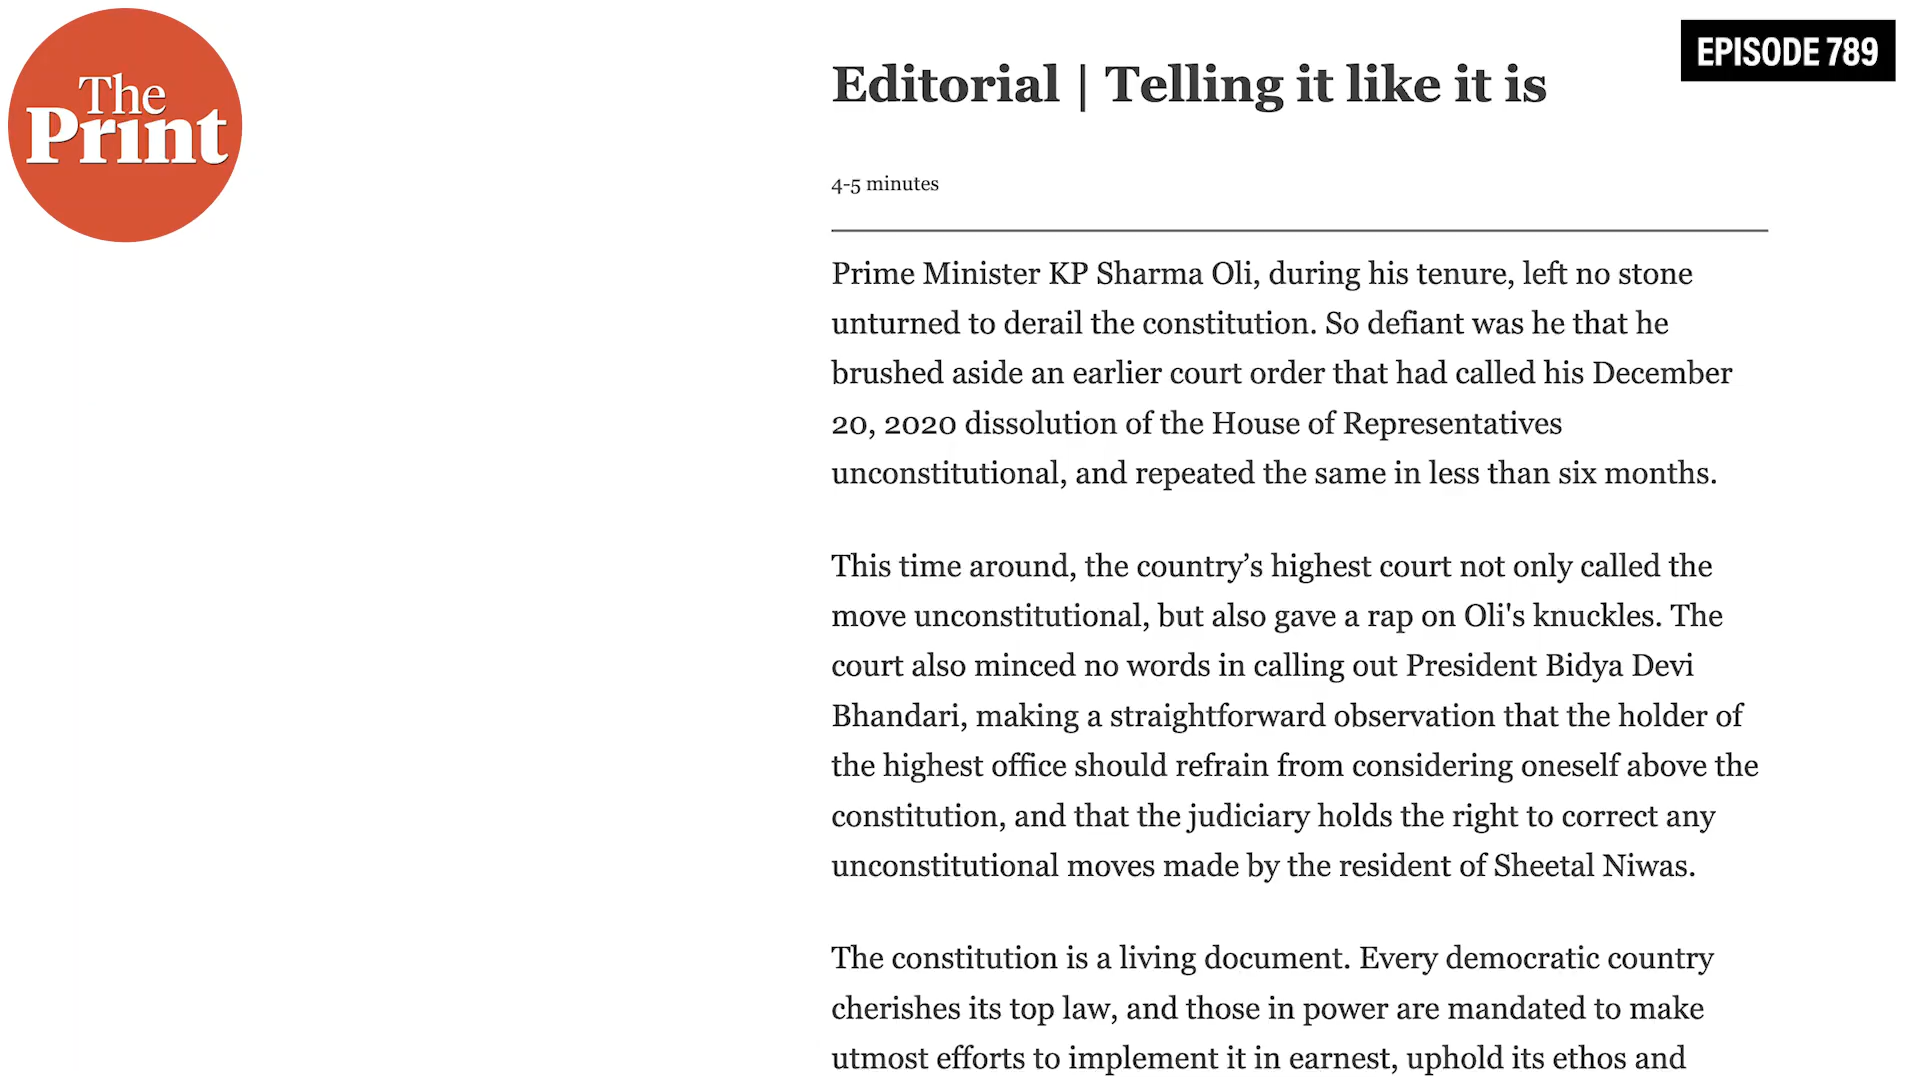 The
Print
EPISODE 789
Editorial | Telling it like it is
4-5 minutes
Prime Minister KP Sharma Oli, during his tenure, left no stone
unturned to derail the constitution. So defiant was he that he
brushed aside an earlier court order that had called his December
20, 2020 dissolution of the House of Representatives
unconstitutional, and repeated the same in less than six months.
This time around, the country’s highest court not only called the
move unconstitutional, but also gave a rap on Oli's knuckles. The
court also minced no words in calling out President Bidya Devi
Bhandari, making a straightforward observation that the holder of
the highest office should refrain from considering oneself above the
constitution, and that the judiciary holds the right to correct any
unconstitutional moves made by the resident of Sheetal Niwas.
The constitution is a living document. Every democratic country
cherishes its top law, and those in power are mandated to make
utmost efforts to implement it in earnest, uphold its ethos and